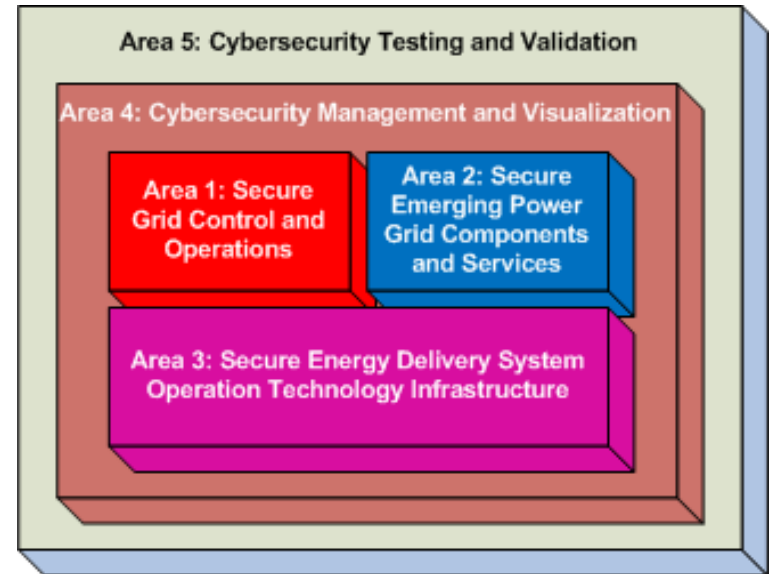 Area 5: Cybersecurity Testing and Validation
Area 4: Cybersecurity Management and Visualization
Area 1: Secure
Grid Control and
Operations
Area 2: Secure
Emerging Power
Grid Components
and Services
Area 3: Secure Energy Delivery System
Operation Technology Infrastructure